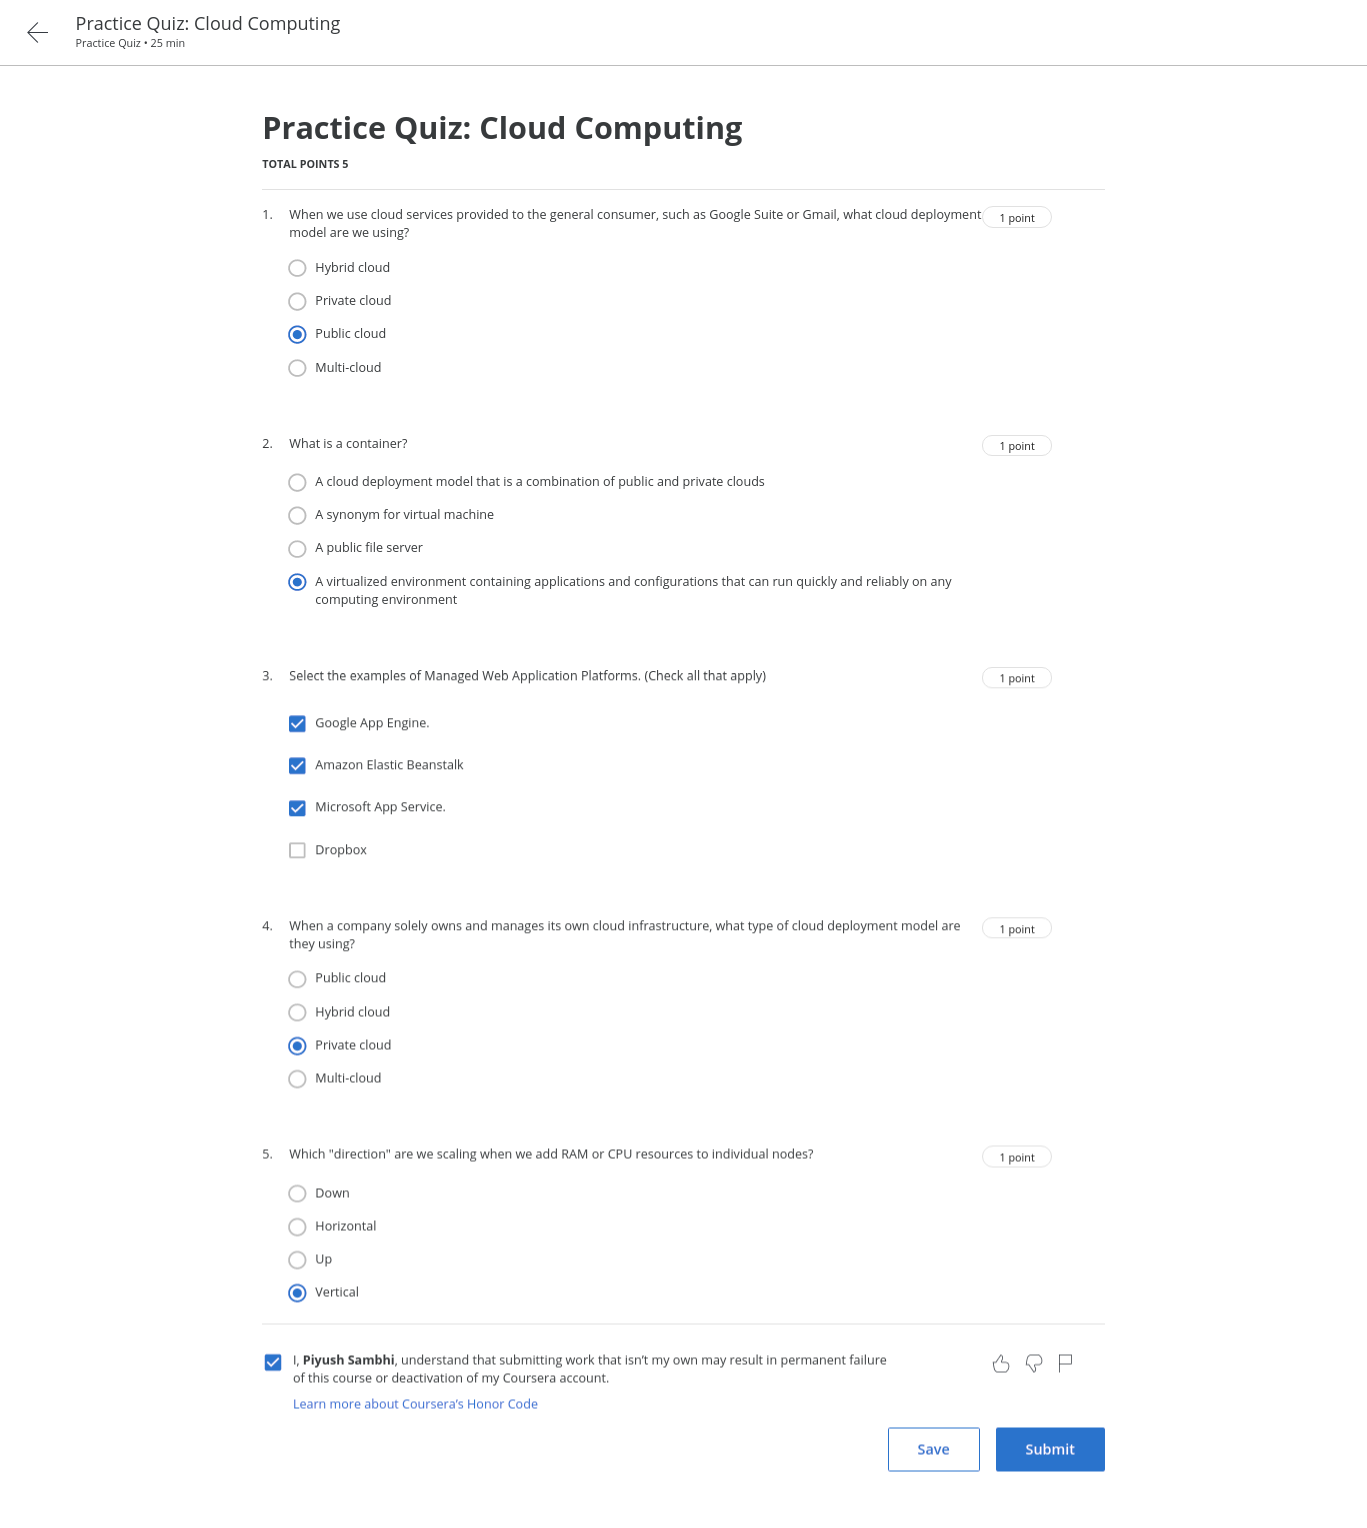 Practice Quiz: Cloud Computing
Practice Quiz • 25 min
Practice Quiz: Cloud Computing
TOTAL POINTS 5
1. When we use cloud services provided to the general consumer, such as Google Suite or Gmail, what cloud deployment 1 point
model are we using?
Hybrid cloud
Private cloud
Public cloud
Multi-cloud
2. What is a container? 1 point
A cloud deployment model that is a combination of public and private clouds
A synonym for virtual machine
A public file server
A virtualized environment containing applications and configurations that can run quickly and reliably on any
computing environment
3. Select the examples of Managed Web Application Platforms. (Check all that apply) 1 point
Google App Engine.
Amazon Elastic Beanstalk
Microsoft App Service.
Dropbox
4. When a company solely owns and manages its own cloud infrastructure, what type of cloud deployment model are 1 point
they using?
Public cloud
Hybrid cloud
Private cloud
Multi-cloud
5. Which "direction" are we scaling when we add RAM or CPU resources to individual nodes? 1 point
Down
Horizontal
Up
Vertical
I, Piyush Sambhi, understand that submitting work that isn’t my own may result in permanent failure
of this course or deactivation of my Coursera account.
Learn more about Coursera’s Honor Code
Save Submit